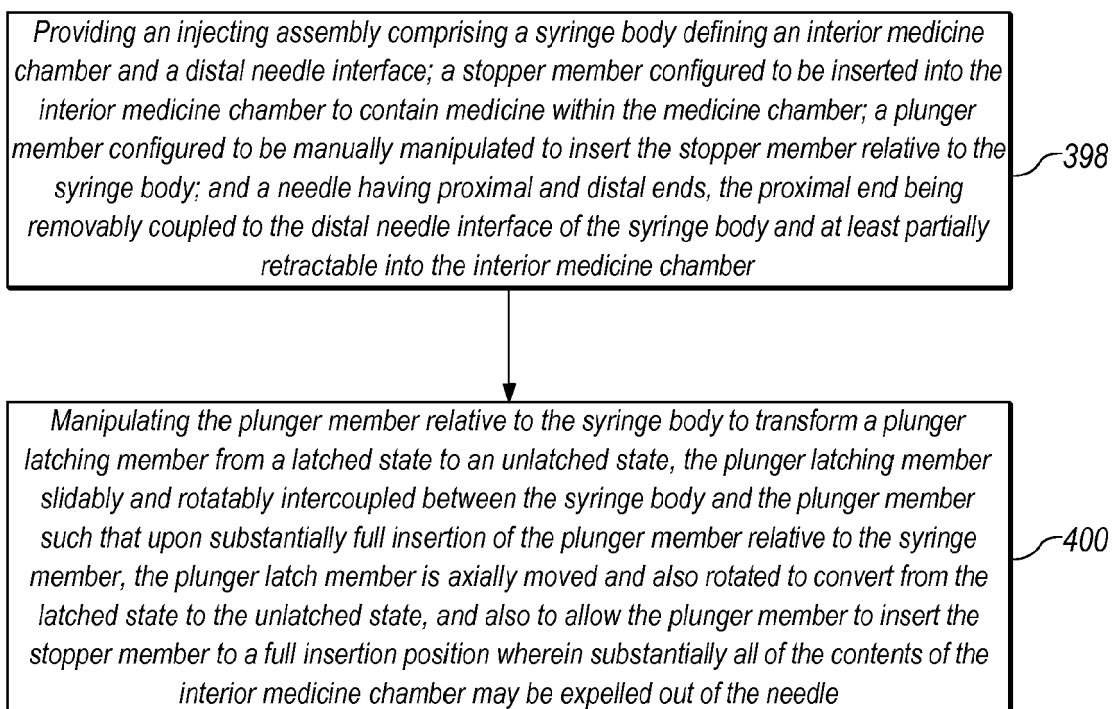 Providing an injecting assembly comprising a syringe body defining an interior medicine
chamber and a distal needle interface; a stopper member configured to be inserted into the
interior medicine chamber to contain medicine within the medicine chamber; a plunger
member configured to be manually manipulated to insert the stopper member relative to the
syringe body; and a needle having proximal and distal ends, the proximal end being
removably coupled to the distal needle interface of the syringe body and at least partially
retractable into the interior medicine chamber
398
Manipulating the plunger member relative to the syringe body to transform a plunger
latching member from a latched state to an unlatched state, the plunger latching member
slidably and rotatably intercoupled between the syringe body and the plunger member
such that upon substantially full insertion of the plunger member relative to the syringe
member, the plunger latch member is axially moved and also rotated to convert from the
latched state to the unlatched state, and also to allow the plunger member to insert the
stopper member to a full insertion position wherein substantially all of the contents of the
interior medicine chamber may be expelled out of the needle
400